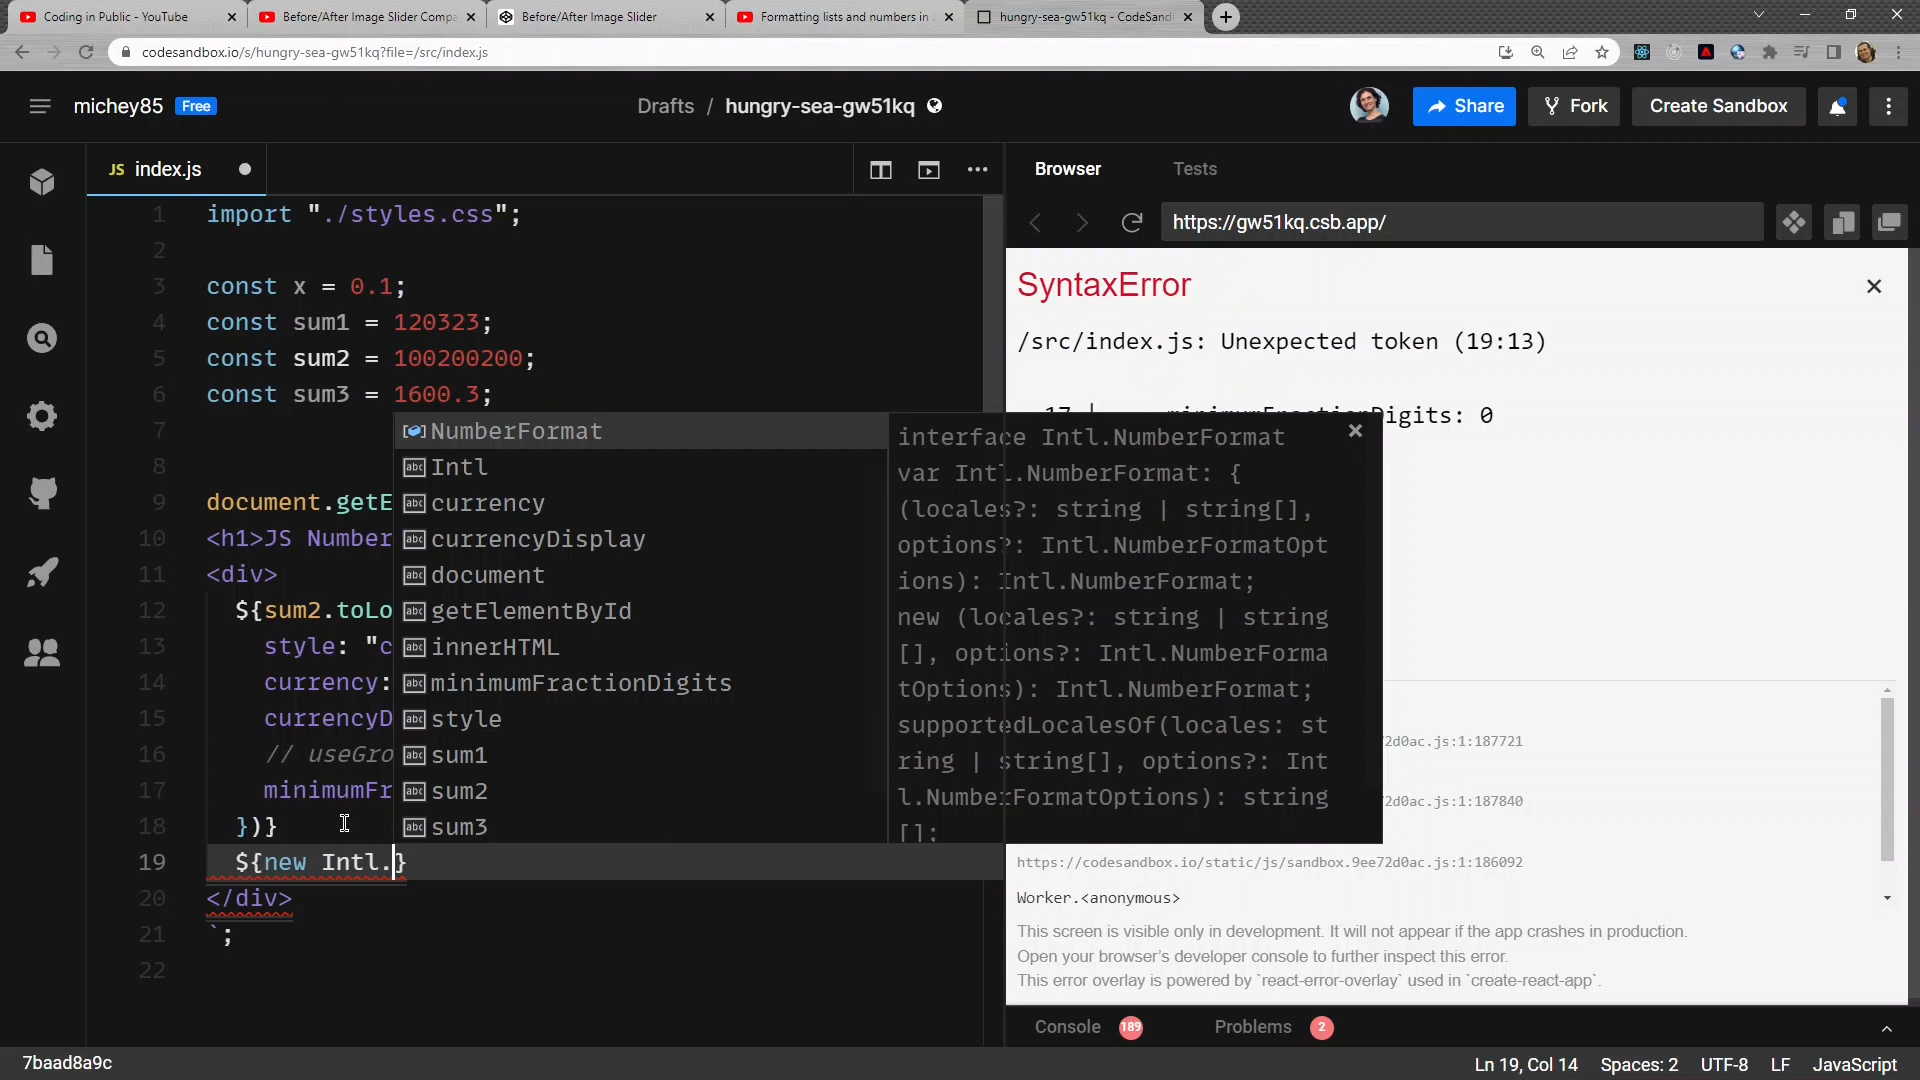 Coding in Public - YouTube
Before/After Image Slider Compa
Before/After Image Slider
Formatting lists and numbers in
hungry-sea-gw51kq - CodeSand
codesandbox.io/s/hungry-sea-gw51kq?file=/src/index.js
michey85 Free
Drafts / hungry-sea-gw51kq
Share
Fork
Create Sandbox
JS index.js
Browser
Tests
https://gw51kq.csb.app/
1 import "./styles.css";
2
3 const x = 0.1;
4 const sum1 = 120323;
5 const sum2 = 100200200;
6 const sum3 = 1600.3;
7
8
9 document.getE
10 <h1>JS Number
11 <div>
12 ${sum2.toLo
13 style: "c
14 currency:
15 currencyD
16 // useGro
17 minimumFr
18 })}
19 ${new Intl.}
20 </div>
21 `;
22
NumberFormat
Intl
currency
currencyDisplay
document
getElementById
innerHTML
minimumFractionDigits
style
sum1
sum2
sum3
interface Intl.NumberFormat
var Intl.NumberFormat: {
(locales?: string | string[],
options?: Intl.NumberFormatOpt
ions): Intl.NumberFormat;
new (locales?: string | string
[], options?: Intl.NumberForma
tOptions): Intl.NumberFormat;
supportedLocalesOf(locales: st
ring | string[], options?: Int
l.NumberFormatOptions): string
[];
SyntaxError
/src/index.js: Unexpected token (19:13)
17 | minimumFractionDigits: 0
2d0ac.js:1:187721
2d0ac.js:1:187840
https://codesandbox.io/static/js/sandbox.9ee72d0ac.js:1:186092
Worker.<anonymous>
This screen is visible only in development. It will not appear if the app crashes in production.
Open your browser’s developer console to further inspect this error.
This error overlay is powered by `react-error-overlay` used in `create-react-app`.
Console 189
Problems 2
7baad8a9c
Ln 19, Col 14
Spaces: 2
UTF-8
LF
JavaScript